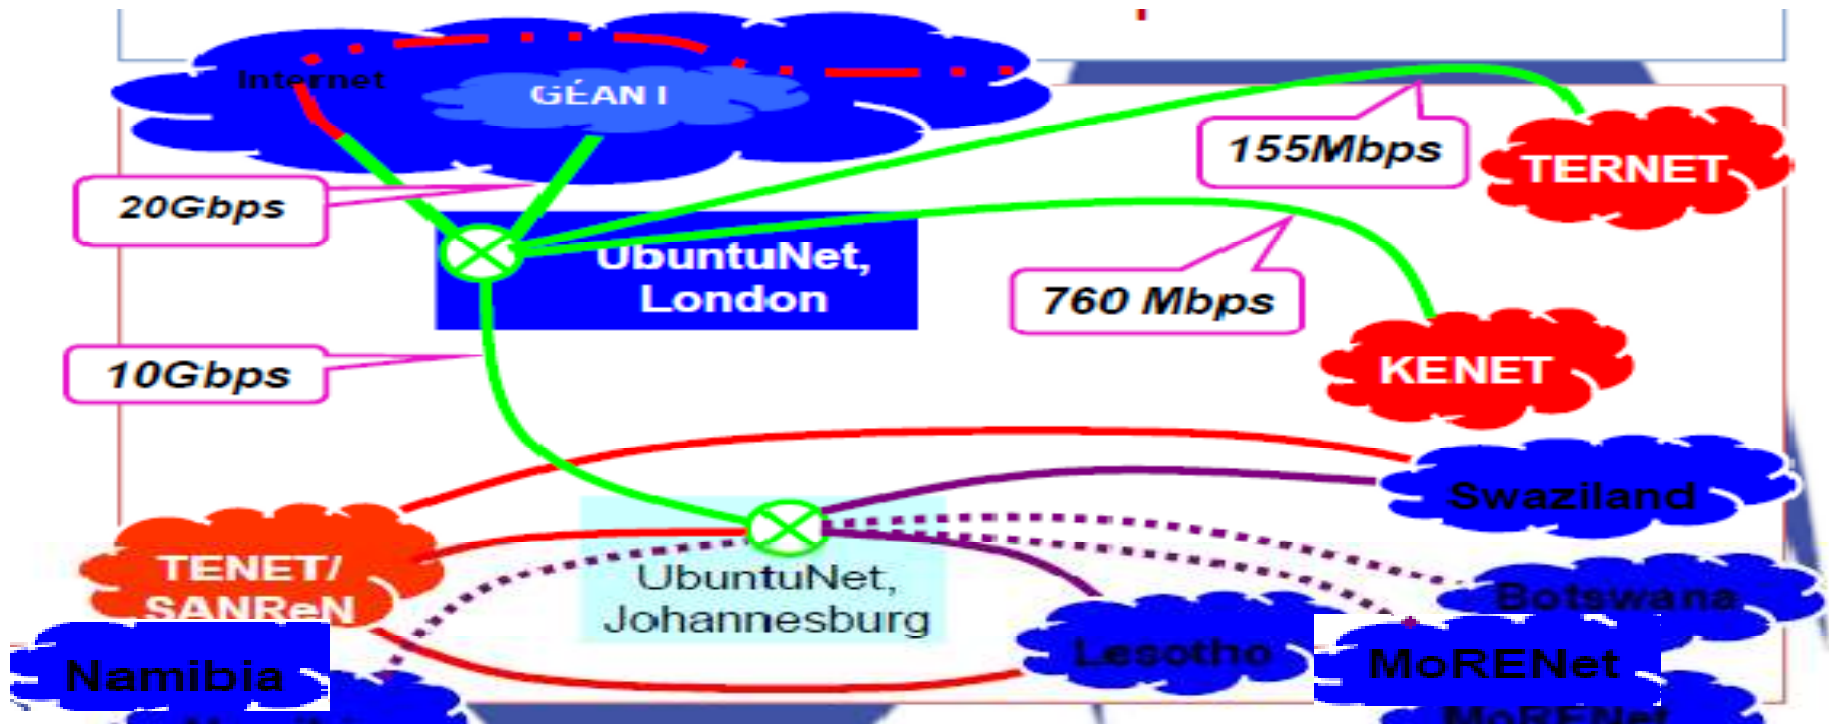 Internet
GÉANT
155Mbps
TERNET
20Gbps
UbuntuNet,
London
760 Mbps
10Gbps
KENET
Swaziland
TENET/
SANReN
UbuntuNet,
Johannesburg
Botswana
Lesotho
MoRENet
Namibia
MoRENet